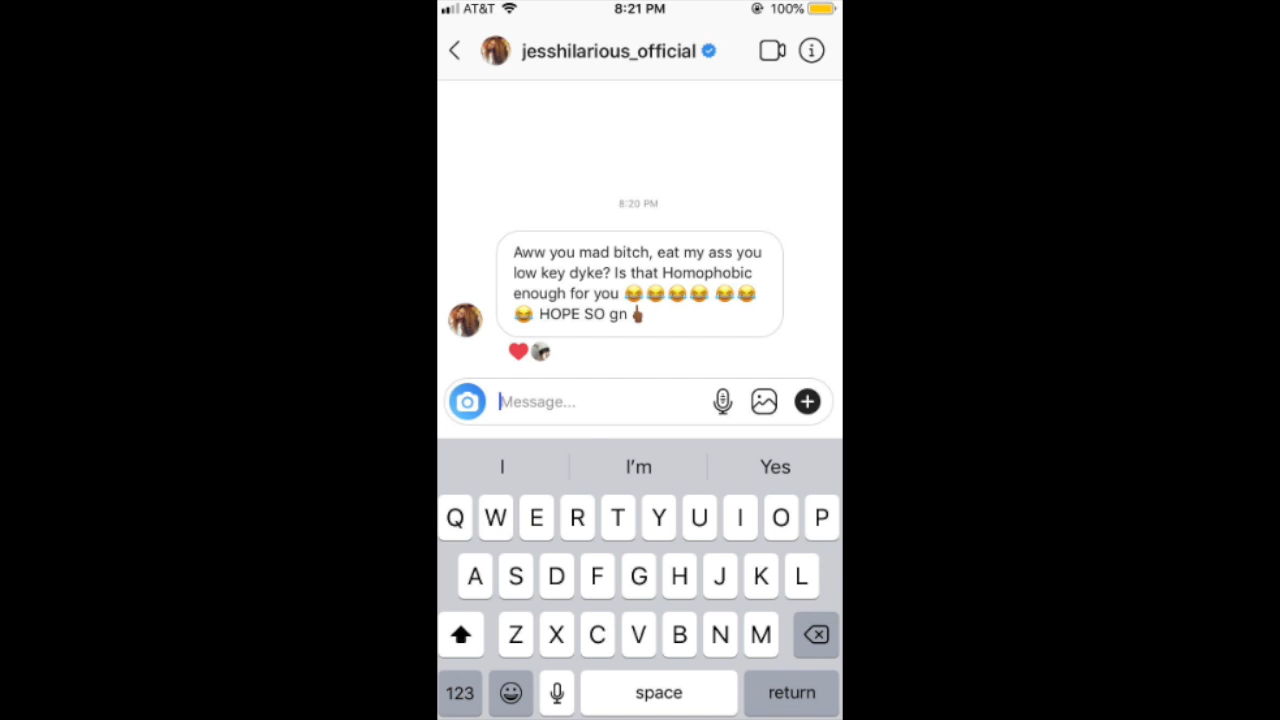 AT&T 8:21 PM 100%
jesshilarious_official
8:20 PM
Aww you mad bitch, eat my ass you
low key dyke? Is that Homophobic
enough for you 😂😂😂😂 😂😂
😂 HOPE SO gn🖕🏾
❤️
Message...
I I'm Yes
Q W E R T Y U I O P
A S D F G H J K L
Z X C V B N M
123 space return